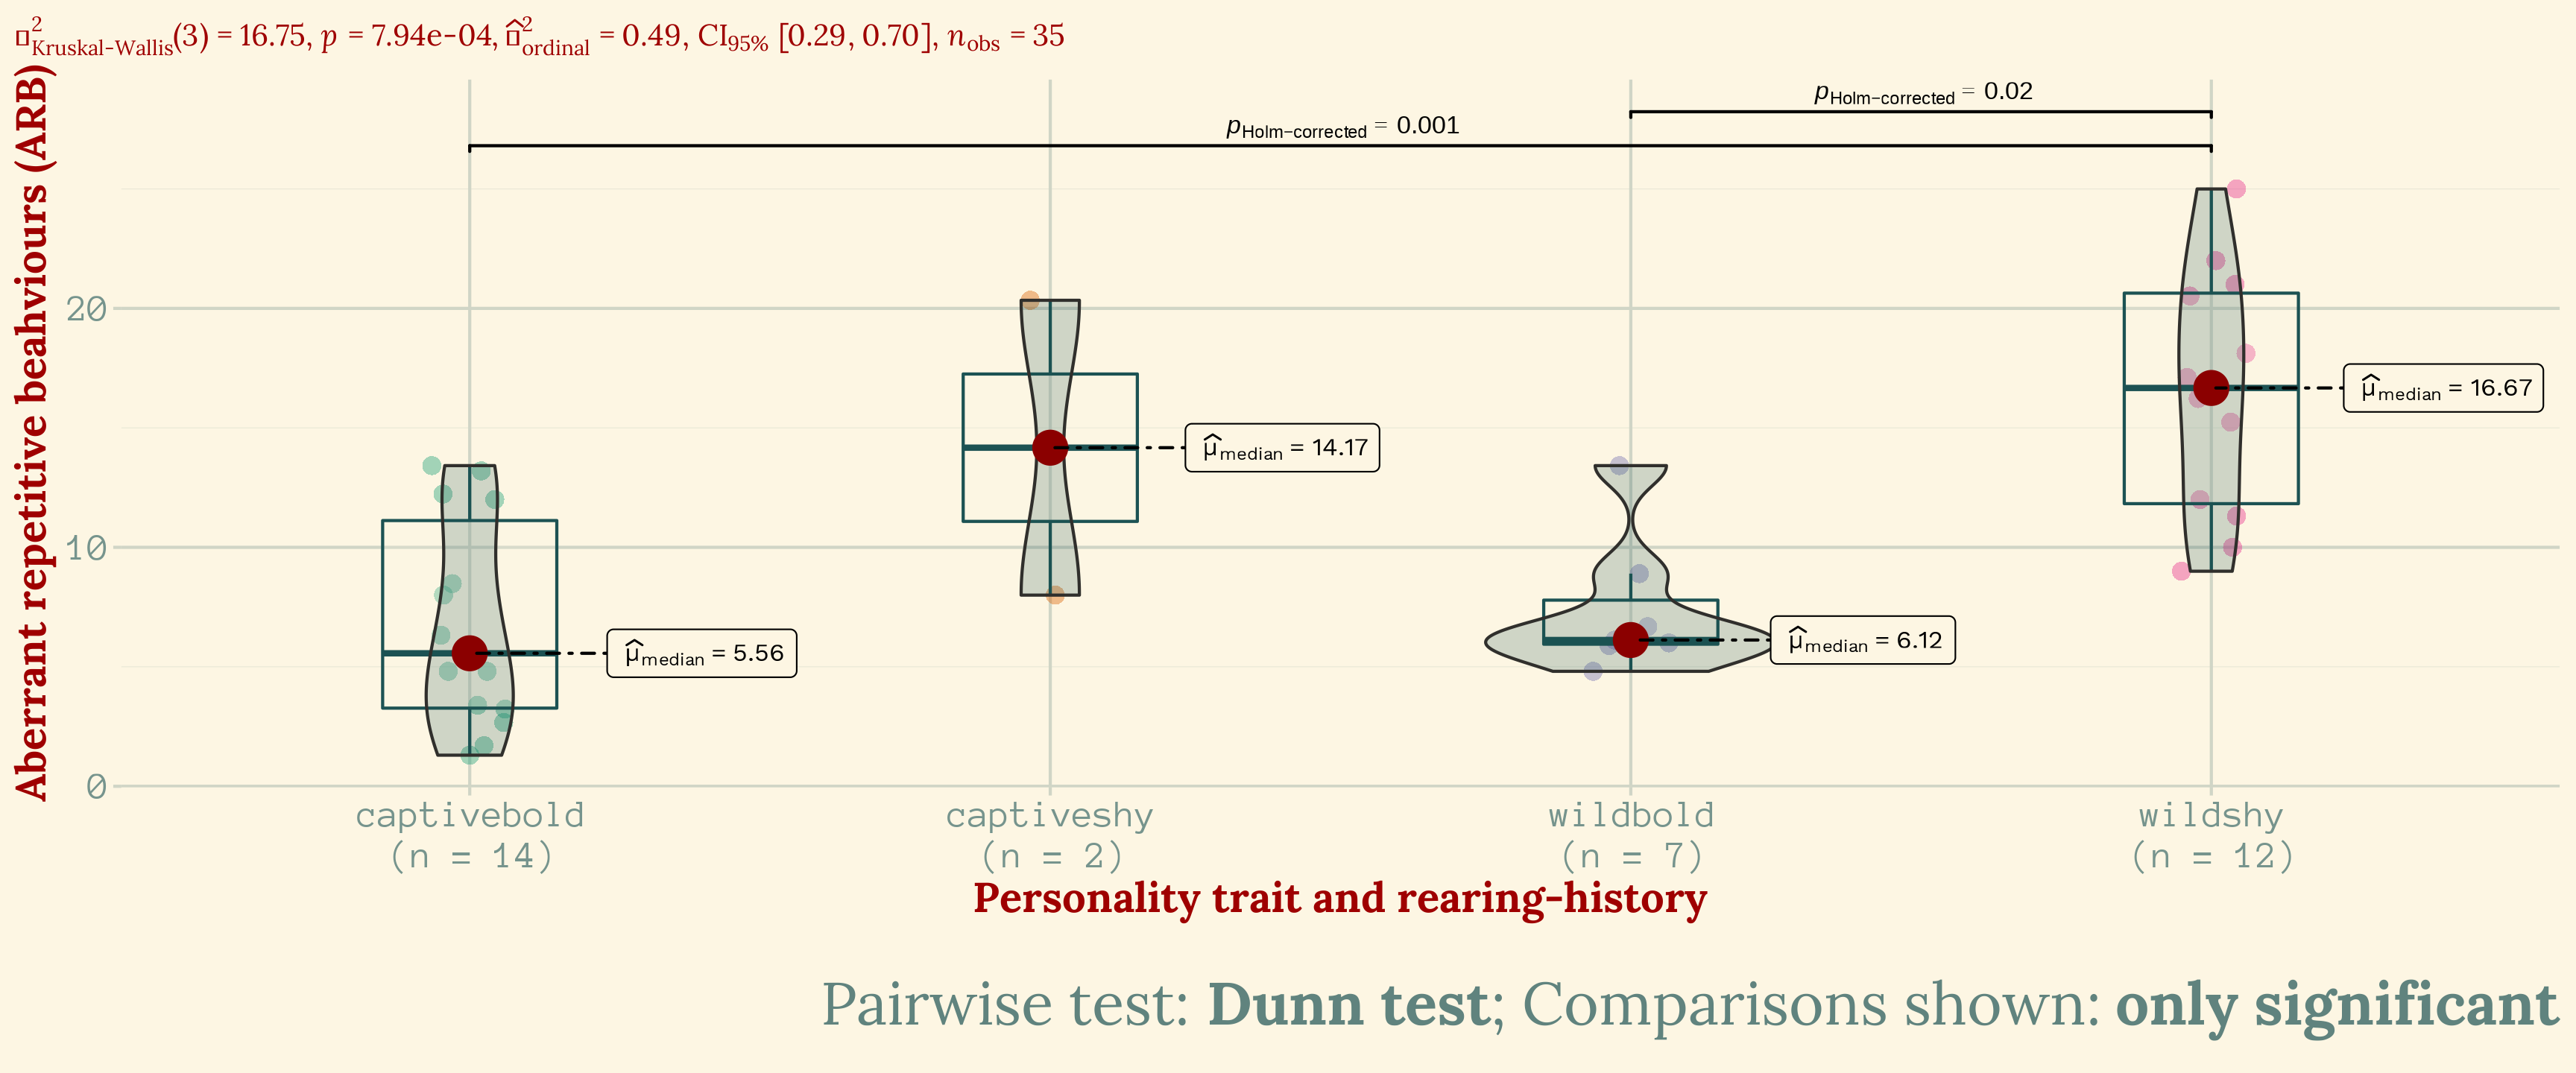 ▯²Kruskal-Wallis(3) = 16.75, p = 7.94e-04, ▯̂²ordinal = 0.49, CI95% [0.29, 0.70], nobs = 35
Aberrant repetitive beahviours (ARB)
pHolm−corrected = 0.02
pHolm−corrected = 0.001
20
10
0
μ̂median = 16.67
μ̂median = 14.17
μ̂median = 6.12
μ̂median = 5.56
captivebold
(n = 14)
captiveshy
(n = 2)
wildbold
(n = 7)
wildshy
(n = 12)
Personality trait and rearing-history
Pairwise test: Dunn test; Comparisons shown: only significant